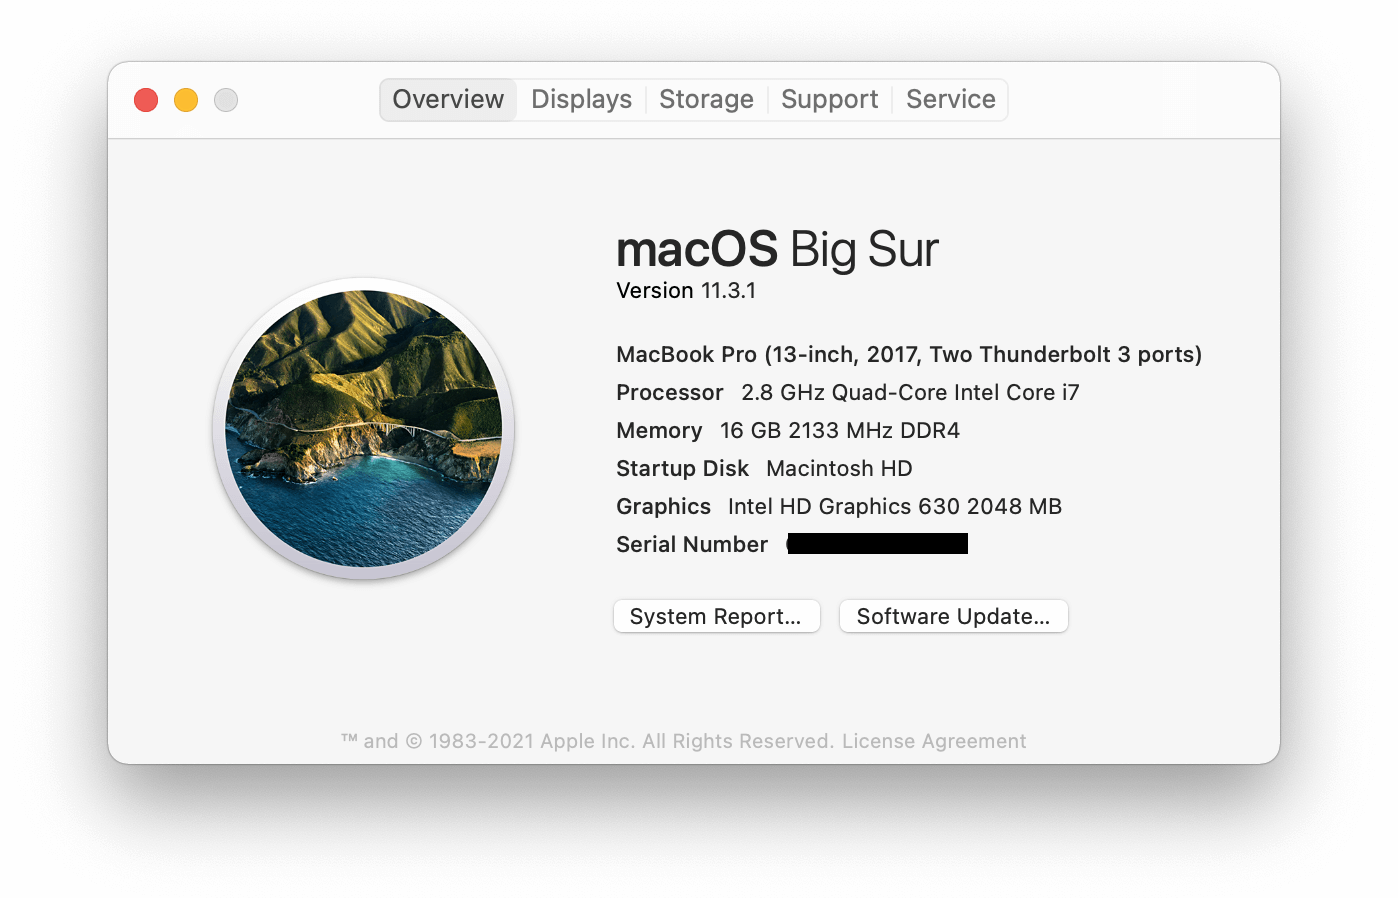 Overview Displays Storage Support Service
macOS Big Sur
Version 11.3.1
MacBook Pro (13-inch, 2017, Two Thunderbolt 3 ports)
Processor 2.8 GHz Quad-Core Intel Core i7
Memory 16 GB 2133 MHz DDR4
Startup Disk Macintosh HD
Graphics Intel HD Graphics 630 2048 MB
Serial Number
System Report... Software Update...
™ and © 1983-2021 Apple Inc. All Rights Reserved. License Agreement